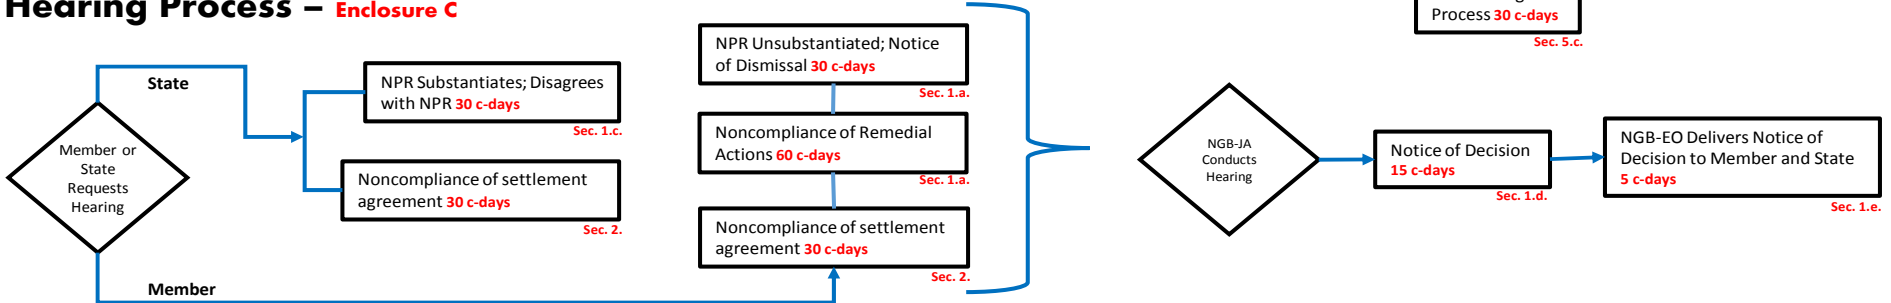 Hearing Process – Enclosure C
State
Member or
State
Requests
Hearing
Member
NPR Substantiates; Disagrees
with NPR 30 c-days
Sec. 1.c.
Noncompliance of settlement
agreement 30 c-days
Sec. 2.
NPR Unsubstantiated; Notice
of Dismissal 30 c-days
Sec. 1.a.
Noncompliance of Remedial
Actions 60 c-days
Sec. 1.a.
Noncompliance of settlement
agreement 30 c-days
Sec. 2.
Process 30 c-days
Sec. 5.c.
NGB-JA
Conducts
Hearing
Notice of Decision
15 c-days
Sec. 1.d.
NGB-EO Delivers Notice of
Decision to Member and State
5 c-days
Sec. 1.e.